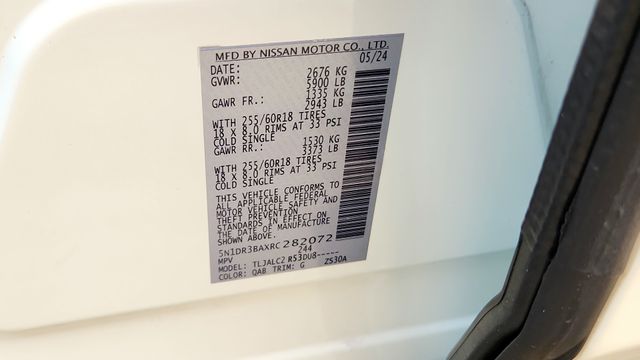 MFD BY NISSAN MOTOR CO., LTD.
DATE: 05/24
GVWR: 2676 KG
5900 LB
GAWR FR.: 1335 KG
2943 LB
WITH 255/60R18 TIRES
18 X 8.0 RIMS AT 33 PSI
COLD SINGLE
GAWR RR.: 1530 KG
3373 LB
WITH 255/60R18 TIRES
18 X 8.0 RIMS AT 33 PSI
COLD SINGLE
THIS VEHICLE CONFORMS TO
ALL APPLICABLE FEDERAL
MOTOR VEHICLE SAFETY AND
THEFT PREVENTION
STANDARDS IN EFFECT ON
THE DATE OF MANUFACTURE
SHOWN ABOVE.
5N1DR3BAXRC282072
MPV 244
MODEL: TLJALC2 R53DU8-----
COLOR: QAB TRIM: G Z530A